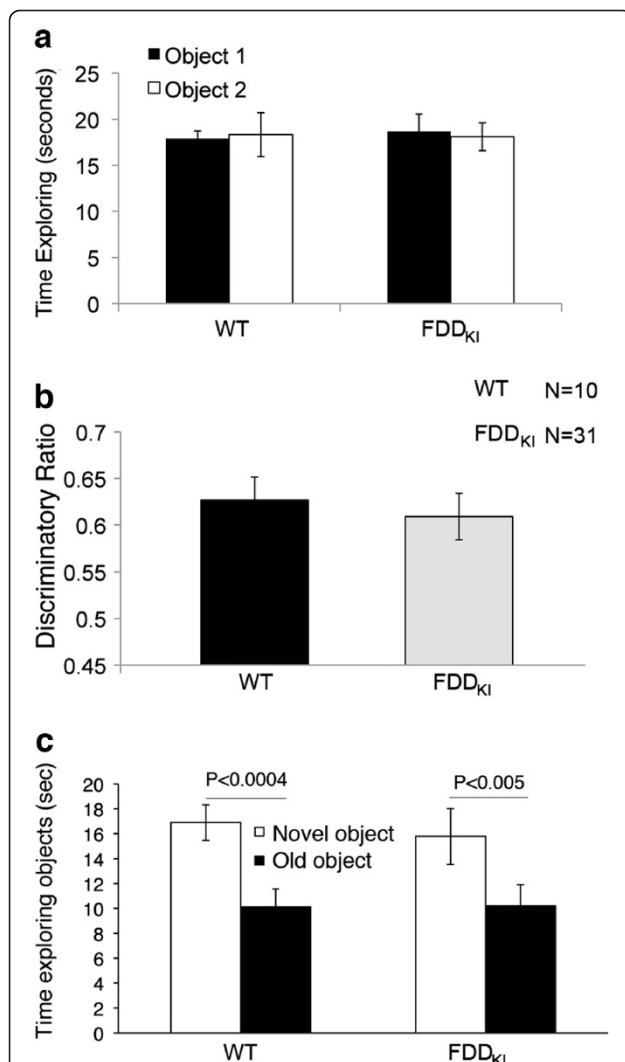 a
Object 1
Object 2
Time Exploring (seconds)
25
20
15
10
5
0
WT
FDDKI
b
WT N=10
FDDKI N=31
Discriminatory Ratio
0.7
0.65
0.6
0.55
0.5
0.45
WT
FDDKI
c
Time exploring objects (sec)
20
18
16
14
12
10
8
6
4
2
0
P<0.0004
P<0.005
Novel object
Old object
WT
FDDKI